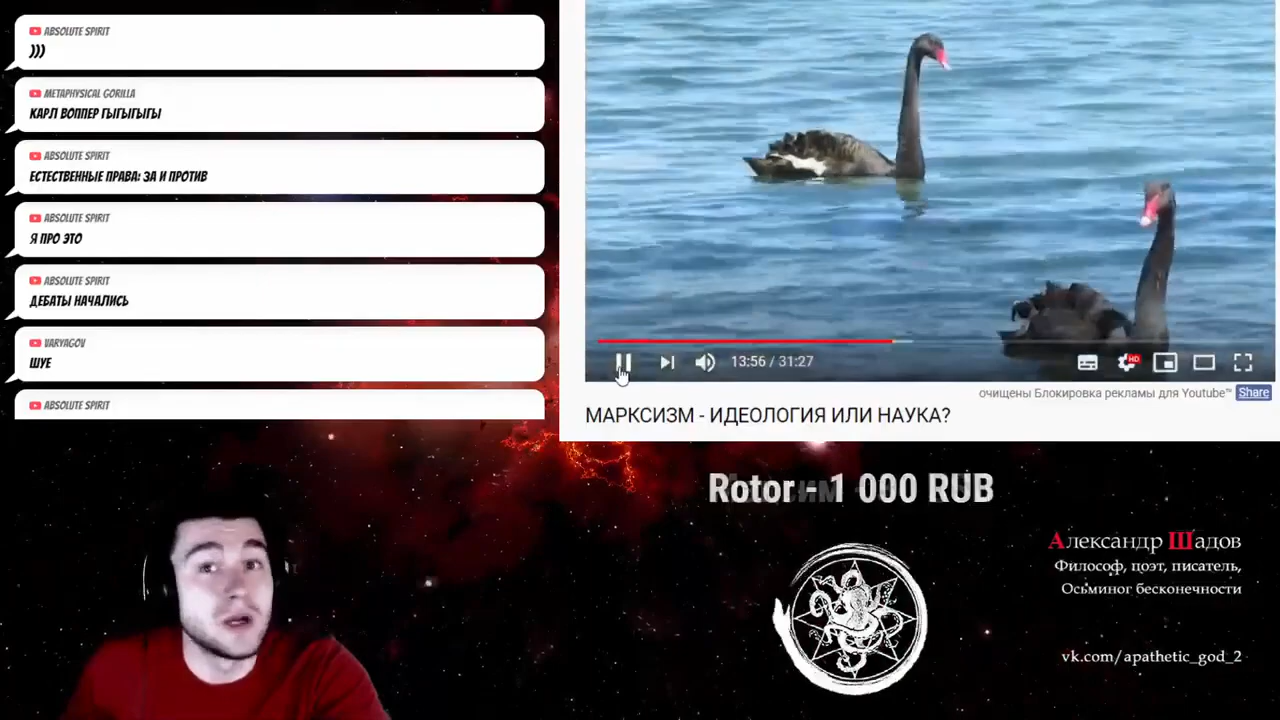 ABSOLUTE SPIRIT
)))
METAPHYSICAL GORILLA
КАРЛ ВОППЕР ГЫГЫГЫГЫ
ABSOLUTE SPIRIT
ЕСТЕСТВЕННЫЕ ПРАВА: ЗА И ПРОТИВ
ABSOLUTE SPIRIT
Я ПРО ЭТО
ABSOLUTE SPIRIT
ДЕБАТЫ НАЧАЛИСЬ
VARYAGOV
ШУЕ
ABSOLUTE SPIRIT
13:56 / 31:27
HD
очищены Блокировка рекламы для Youtube™ Share
МАРКСИЗМ - ИДЕОЛОГИЯ ИЛИ НАУКА?
Rotor - 1 000 RUB
Александр Шадов
Философ, поэт, писатель,
Осьминог бесконечности
vk.com/apathetic_god_2